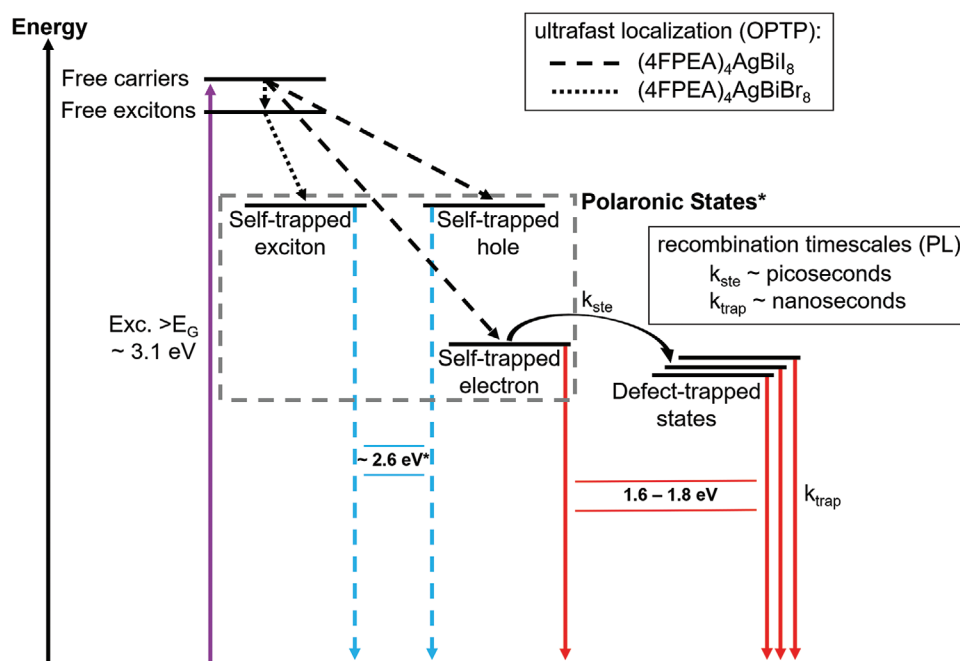 Energy
ultrafast localization (OPTP):
(4FPEA)₄AgBiI₈
(4FPEA)₄AgBiBr₈
Free carriers
Free excitons
Polaronic States*
Self-trapped
exciton
Self-trapped
hole
recombination timescales (PL)
kₛₜₑ ~ picoseconds
kₜᵣₐₚ ~ nanoseconds
kₛₜₑ
Exc. >E_G
~ 3.1 eV
Self-trapped
electron
Defect-trapped
states
~ 2.6 eV*
1.6 – 1.8 eV
kₜᵣₐₚ